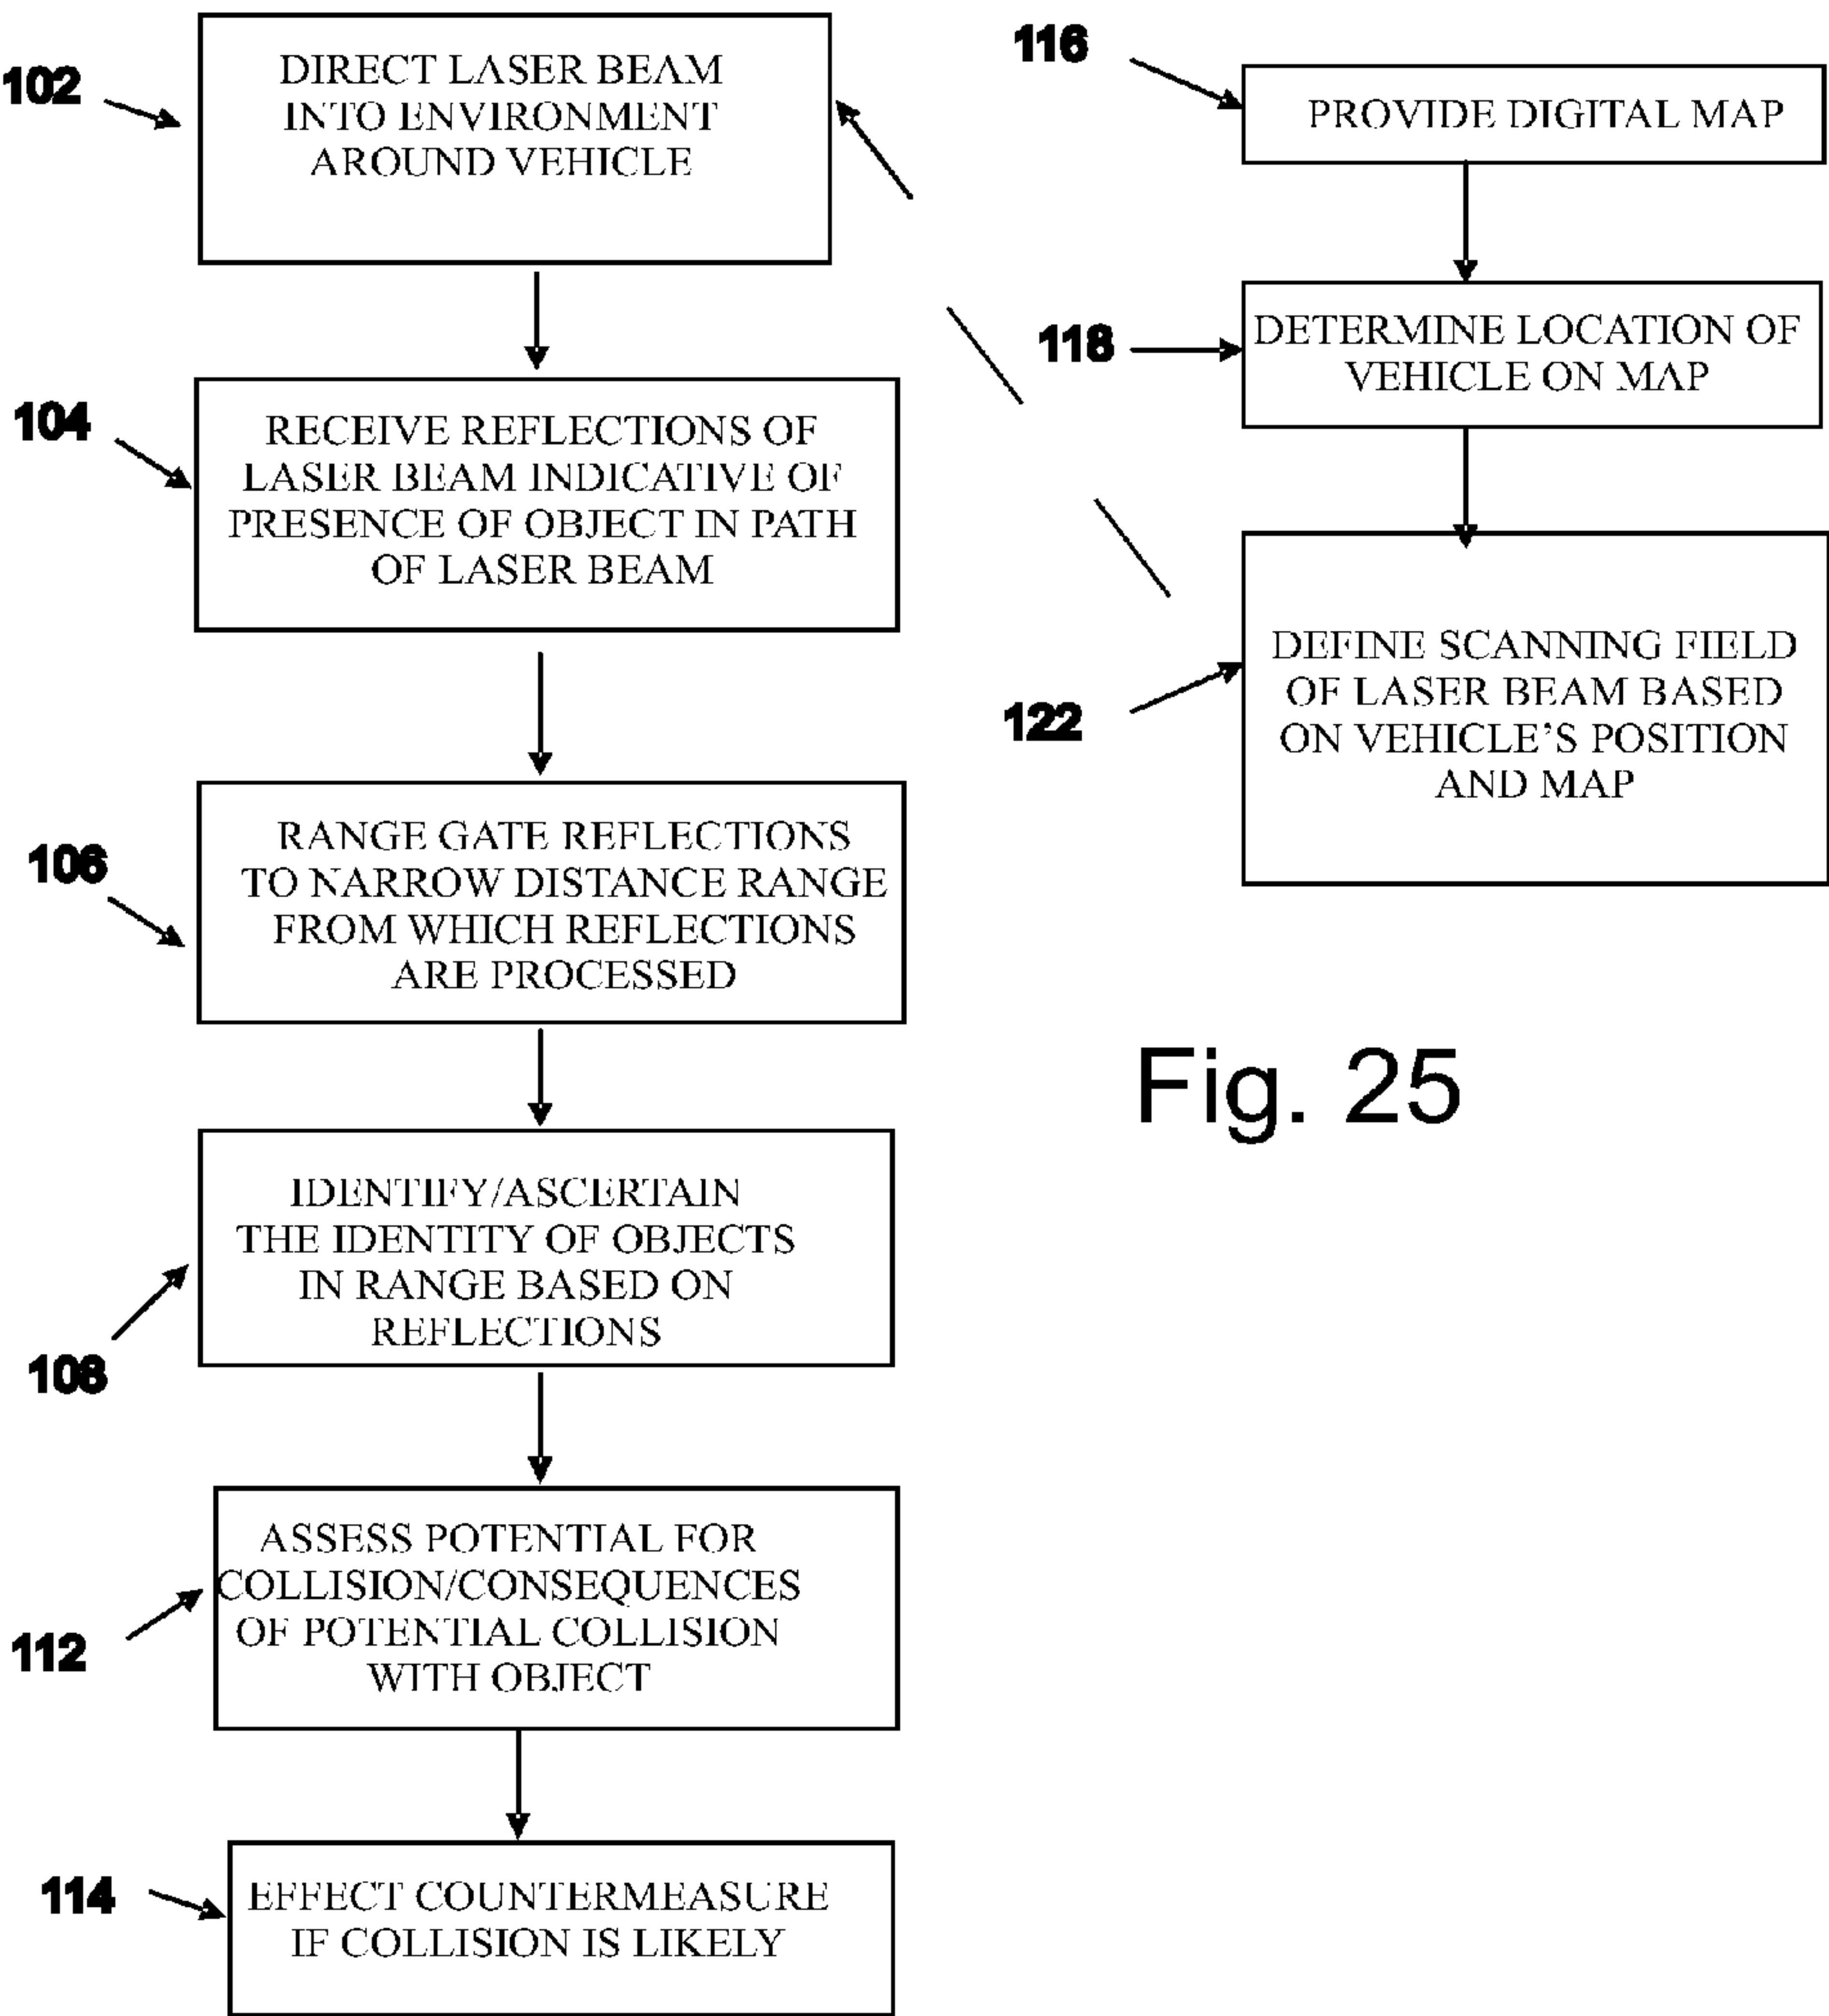 102
DIRECT LASER BEAM
INTO ENVIRONMENT
AROUND VEHICLE
104
RECEIVE REFLECTIONS OF
LASER BEAM INDICATIVE OF
PRESENCE OF OBJECT IN PATH
OF LASER BEAM
106
RANGE GATE REFLECTIONS
TO NARROW DISTANCE RANGE
FROM WHICH REFLECTIONS
ARE PROCESSED
108
IDENTIFY/ASCERTAIN
THE IDENTITY OF OBJECTS
IN RANGE BASED ON
REFLECTIONS
112
ASSESS POTENTIAL FOR
COLLISION/CONSEQUENCES
OF POTENTIAL COLLISION
WITH OBJECT
114
EFFECT COUNTERMEASURE
IF COLLISION IS LIKELY
116
PROVIDE DIGITAL MAP
118
DETERMINE LOCATION OF
VEHICLE ON MAP
122
DEFINE SCANNING FIELD
OF LASER BEAM BASED
ON VEHICLE’S POSITION
AND MAP
Fig. 25